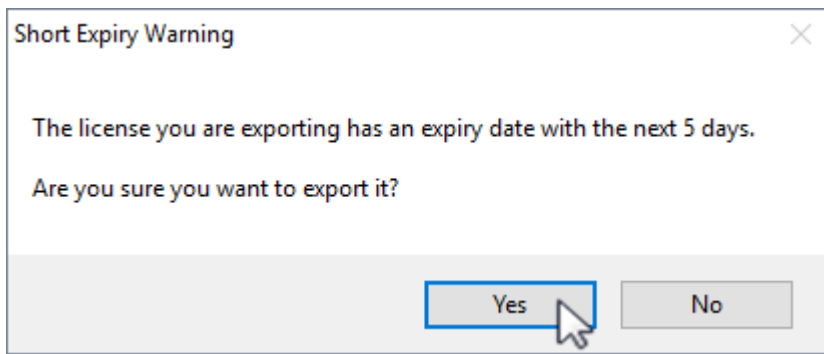 Short Expiry Warning
The license you are exporting has an expiry date with the next 5 days.
Are you sure you want to export it?
Yes
No